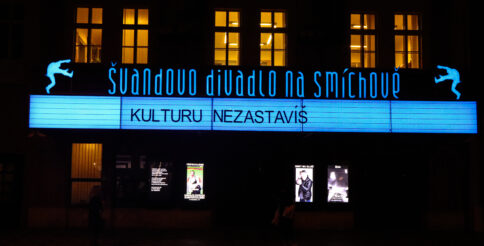 švandovo divadlo na smíchově
KULTURU NEZASTAVÍŠ